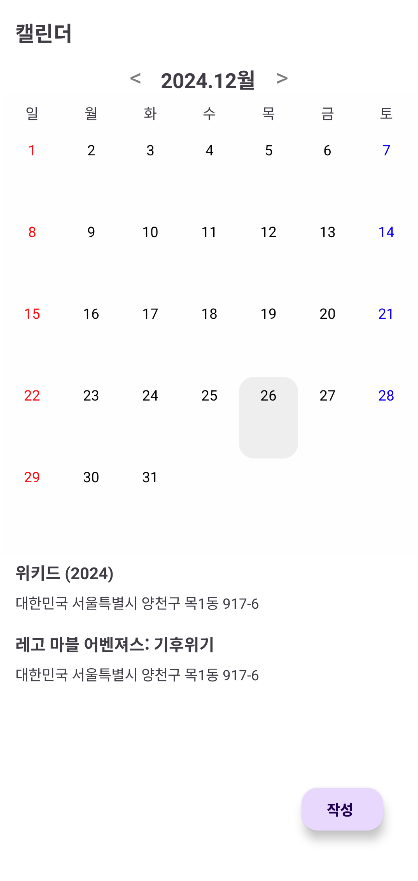 캘린더
< 2024.12월 >
일 월 화 수 목 금 토
1 2 3 4 5 6 7
8 9 10 11 12 13 14
15 16 17 18 19 20 21
22 23 24 25 26 27 28
29 30 31
위키드 (2024)
대한민국 서울특별시 양천구 목1동 917-6
레고 마블 어벤져스: 기후위기
대한민국 서울특별시 양천구 목1동 917-6
작성